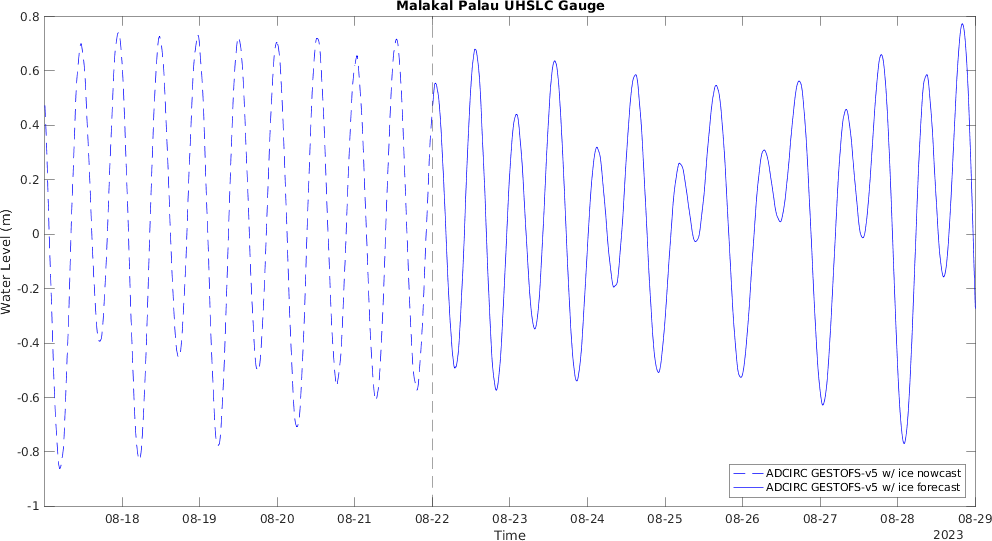 Malakal Palau UHSLC Gauge
0.8
0.6
0.4
0.2
0
-0.2
-0.4
-0.6
-0.8
-1
Water Level (m)
ADCIRC GESTOFS-v5 w/ ice nowcast
ADCIRC GESTOFS-v5 w/ ice forecast
08-18 08-19 08-20 08-21 08-22 08-23 08-24 08-25 08-26 08-27 08-28 08-29
Time
2023